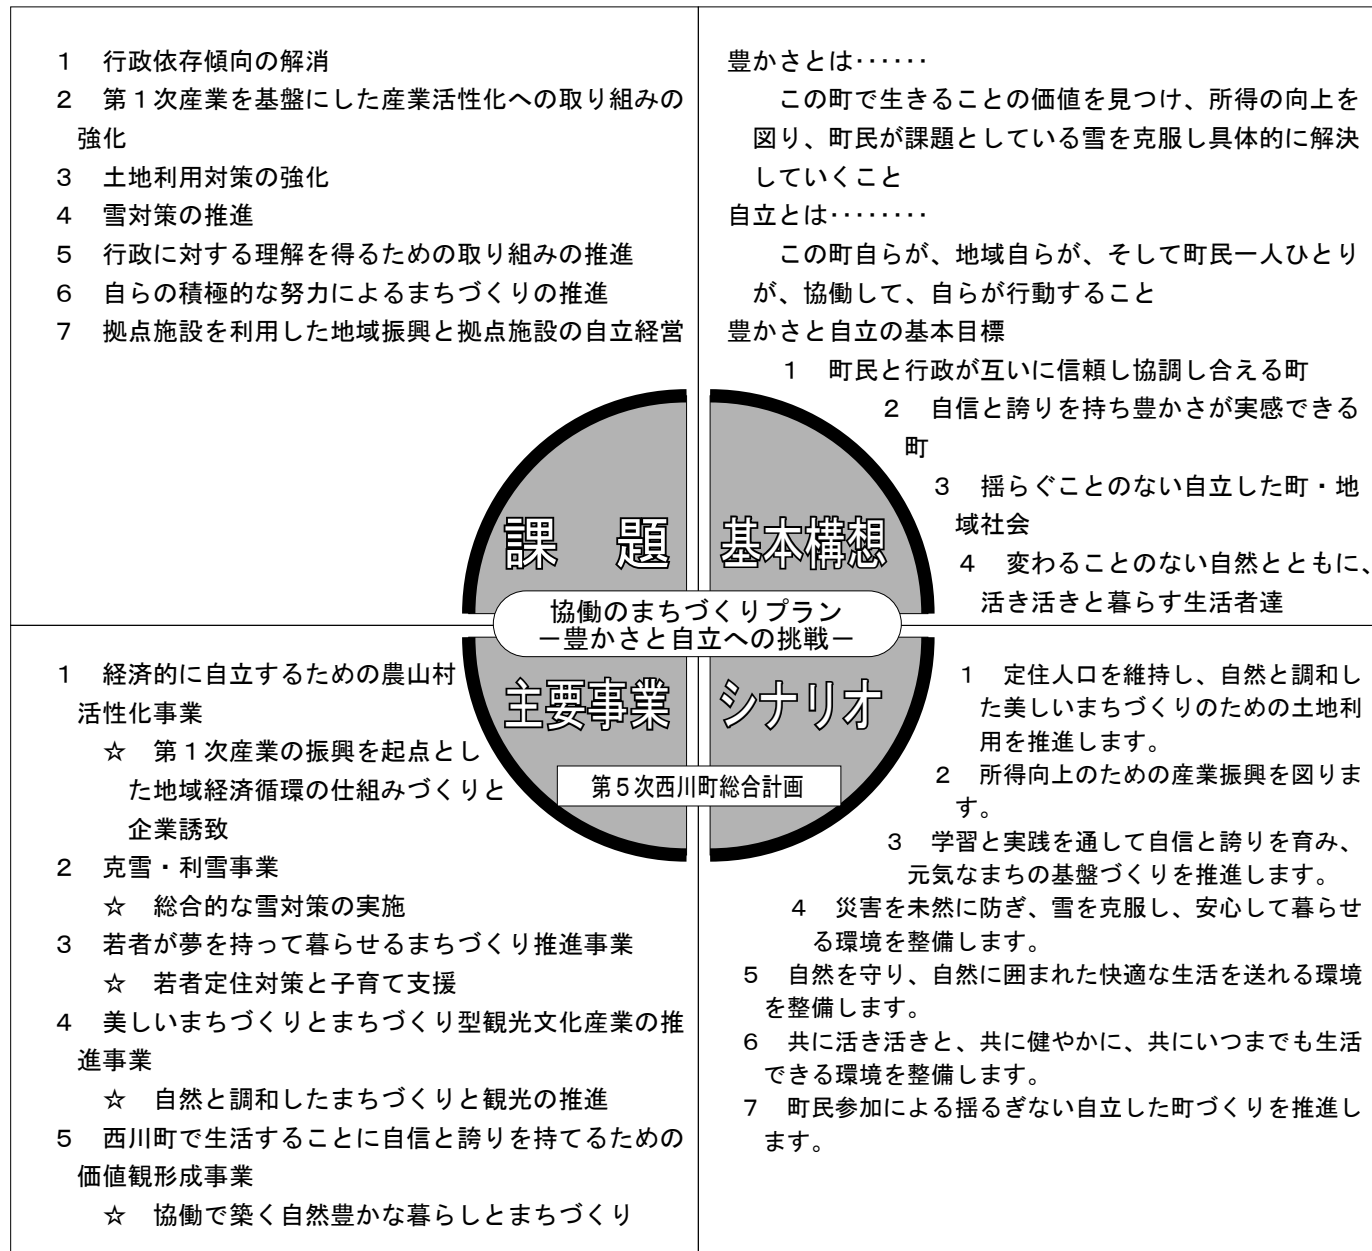 1　行政依存傾向の解消
2　第1次産業を基盤にした産業活性化への取り組みの
強化
3　土地利用対策の強化
4　雪対策の推進
5　行政に対する理解を得るための取り組みの推進
6　自らの積極的な努力によるまちづくりの推進
7　拠点施設を利用した地域振興と拠点施設の自立経営
課　題
豊かさとは‥‥‥
この町で生きることの価値を見つけ、所得の向上を
図り、町民が課題としている雪を克服し具体的に解決
していくこと
自立とは‥‥‥‥
この町自らが、地域自らが、そして町民一人ひとり
が、協働して、自らが行動すること
豊かさと自立の基本目標
1　町民と行政が互いに信頼し協調し合える町
2　自信と誇りを持ち豊かさが実感できる
町
3　揺らぐことのない自立した町・地
域社会
4　変わることのない自然とともに、
活き活きと暮らす生活者達
基本構想
協働のまちづくりプラン
－豊かさと自立への挑戦－
1　経済的に自立するための農山村
活性化事業
☆　第1次産業の振興を起点とし
た地域経済循環の仕組みづくりと
企業誘致
2　克雪・利雪事業
☆　総合的な雪対策の実施
3　若者が夢を持って暮らせるまちづくり推進事業
☆　若者定住対策と子育て支援
4　美しいまちづくりとまちづくり型観光文化産業の推
進事業
☆　自然と調和したまちづくりと観光の推進
5　西川町で生活することに自信と誇りを持てるための
価値観形成事業
☆　協働で築く自然豊かな暮らしとまちづくり
主要事業
シナリオ
第5次西川町総合計画
1　定住人口を維持し、自然と調和し
た美しいまちづくりのための土地利
用を推進します。
2　所得向上のための産業振興を図りま
す。
3　学習と実践を通して自信と誇りを育み、
元気なまちの基盤づくりを推進します。
4　災害を未然に防ぎ、雪を克服し、安心して暮らせ
る環境を整備します。
5　自然を守り、自然に囲まれた快適な生活を送れる環境
を整備します。
6　共に活き活きと、共に健やかに、共にいつまでも生活
できる環境を整備します。
7　町民参加による揺るぎない自立した町づくりを推進し
ます。